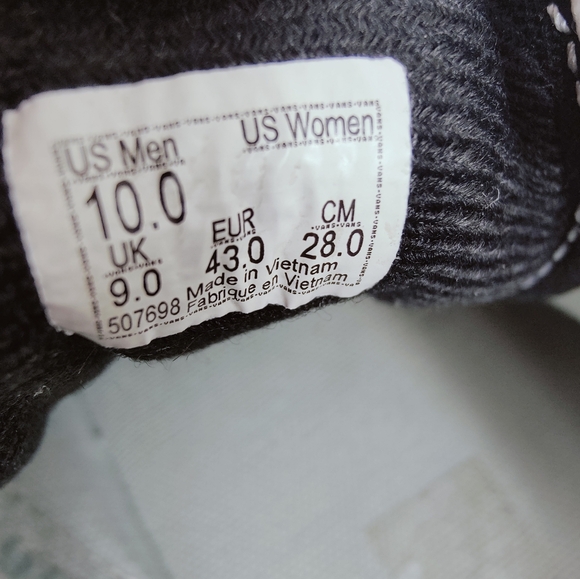 US Men US Women
10.0
UK EUR CM
9.0 43.0 28.0
507698 Made in Vietnam
Fabrique en Vietnam